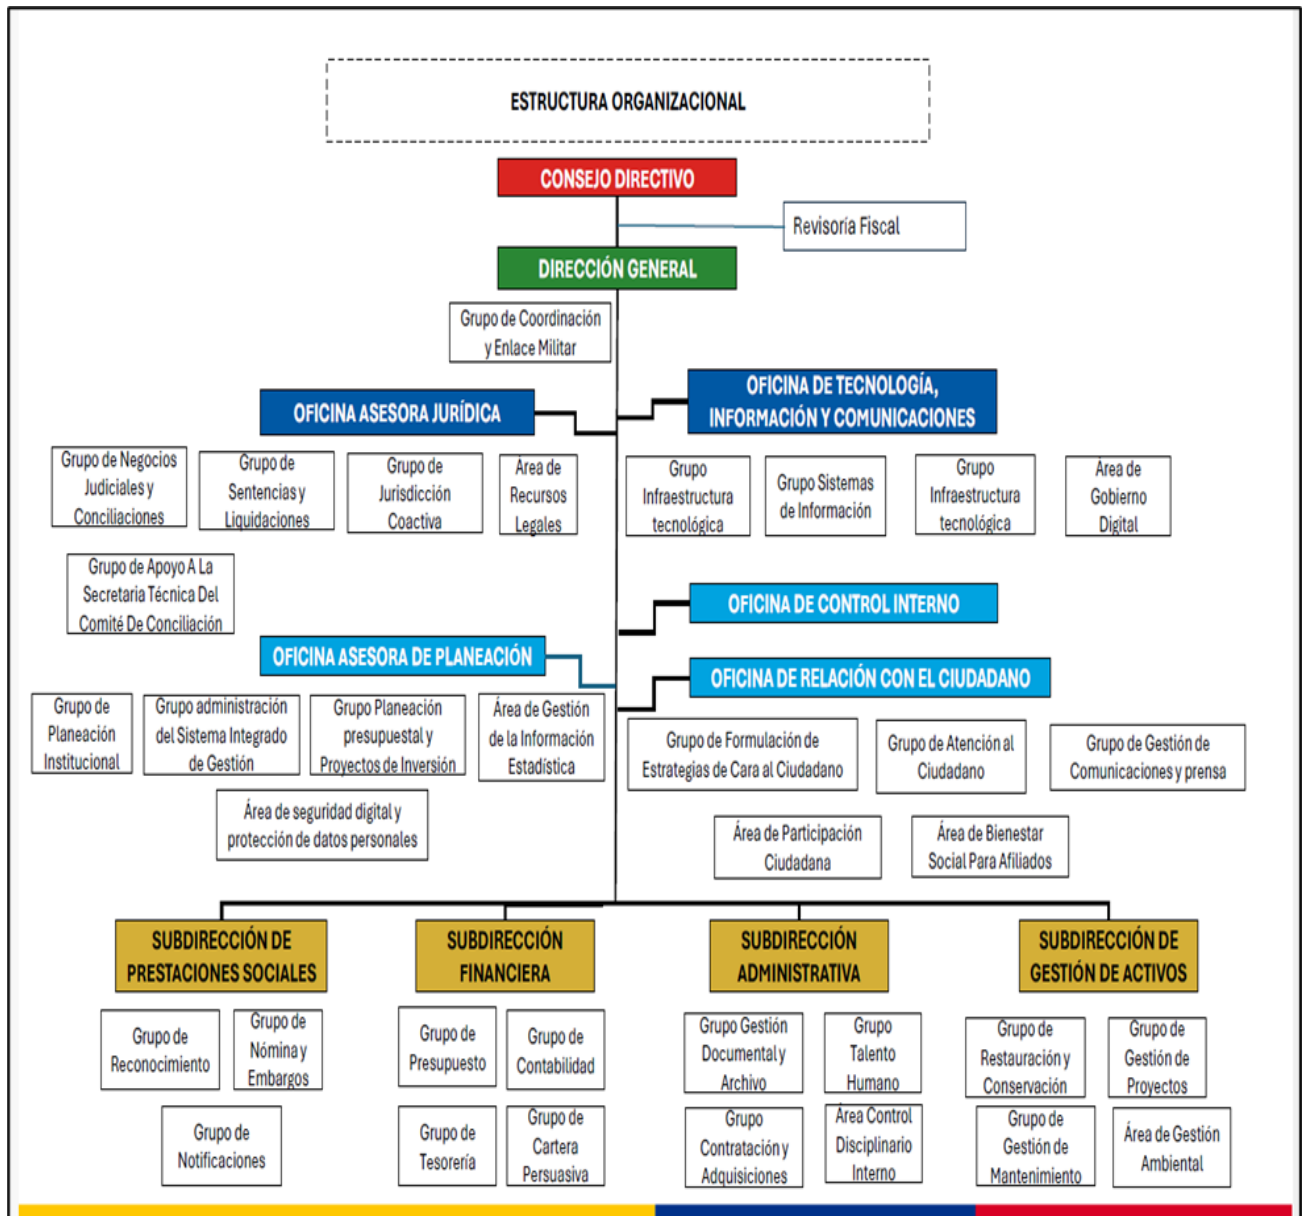 ESTRUCTURA ORGANIZACIONAL
CONSEJO DIRECTIVO
Revisoría Fiscal
DIRECCIÓN GENERAL
Grupo de Coordinación
y Enlace Militar
OFICINA ASESORA JURÍDICA
OFICINA DE TECNOLOGÍA,
INFORMACIÓN Y COMUNICACIONES
Grupo de Negocios
Judiciales y
Conciliaciones
Grupo de
Sentencias y
Liquidaciones
Grupo de
Jurisdicción
Coactiva
Área de
Recursos
Legales
Grupo
Infraestructura
tecnológica
Grupo Sistemas
de Información
Grupo
Infraestructura
tecnológica
Área de
Gobierno
Digital
Grupo de Apoyo A La
Secretaria Técnica Del
Comité De Conciliación
OFICINA DE CONTROL INTERNO
OFICINA ASESORA DE PLANEACIÓN
OFICINA DE RELACIÓN CON EL CIUDADANO
Grupo de
Planeación
Institucional
Grupo administración
del Sistema Integrado
de Gestión
Grupo Planeación
presupuestal y
Proyectos de Inversión
Área de Gestión
de la Información
Estadística
Grupo de Formulación de
Estrategias de Cara al Ciudadano
Grupo de Atención al
Ciudadano
Grupo de Gestión de
Comunicaciones y prensa
Área de seguridad digital y
protección de datos personales
Área de Participación
Ciudadana
Área de Bienestar
Social Para Afiliados
SUBDIRECCIÓN DE
PRESTACIONES SOCIALES
SUBDIRECCIÓN
FINANCIERA
SUBDIRECCIÓN
ADMINISTRATIVA
SUBDIRECCIÓN DE
GESTIÓN DE ACTIVOS
Grupo de
Reconocimiento
Grupo de
Nómina y
Embargos
Grupo de
Presupuesto
Grupo de
Contabilidad
Grupo Gestión
Documental y
Archivo
Grupo
Talento
Humano
Grupo de
Restauración y
Conservación
Grupo de
Gestión de
Proyectos
Grupo de
Notificaciones
Grupo de
Tesorería
Grupo de
Cartera
Persuasiva
Grupo
Contratación y
Adquisiciones
Área Control
Disciplinario
Interno
Grupo de
Gestión de
Mantenimiento
Área de Gestión
Ambiental